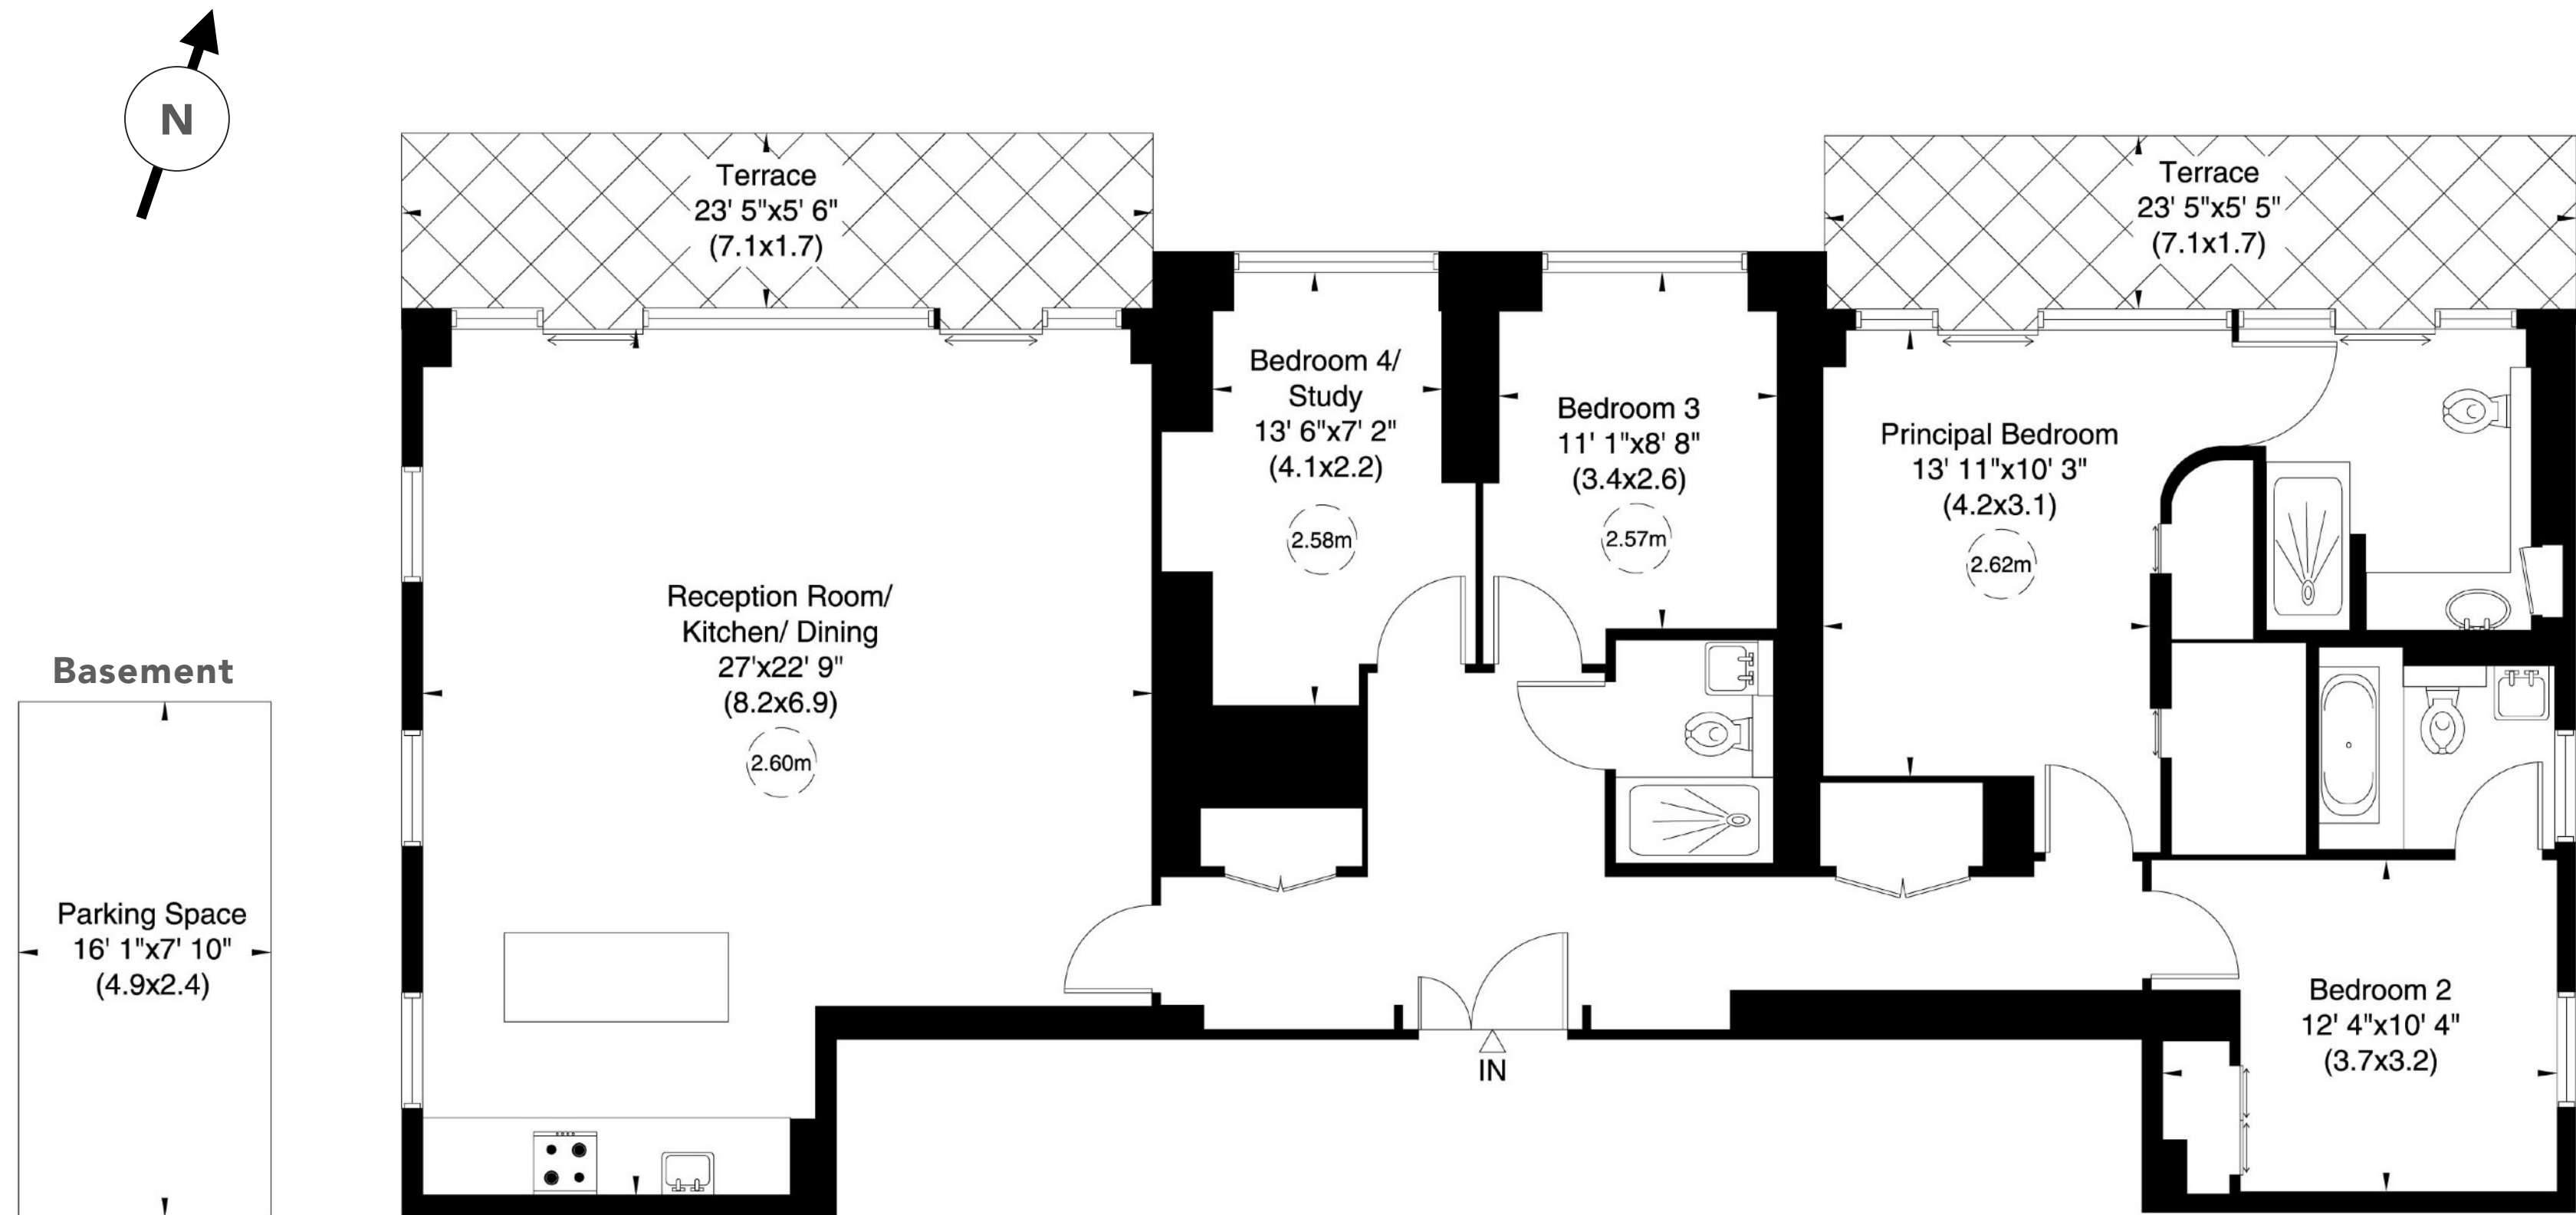 N
Terrace
23' 5"x5' 6"
(7.1x1.7)
Terrace
23' 5"x5' 5"
(7.1x1.7)
Bedroom 4/
Study
13' 6"x7' 2"
(4.1x2.2)
2.58m
Bedroom 3
11' 1"x8' 8"
(3.4x2.6)
2.57m
Principal Bedroom
13' 11"x10' 3"
(4.2x3.1)
2.62m
Reception Room/
Kitchen/ Dining
27'x22' 9"
(8.2x6.9)
2.60m
Basement
Parking Space
16' 1"x7' 10"
(4.9x2.4)
Bedroom 2
12' 4"x10' 4"
(3.7x3.2)
IN